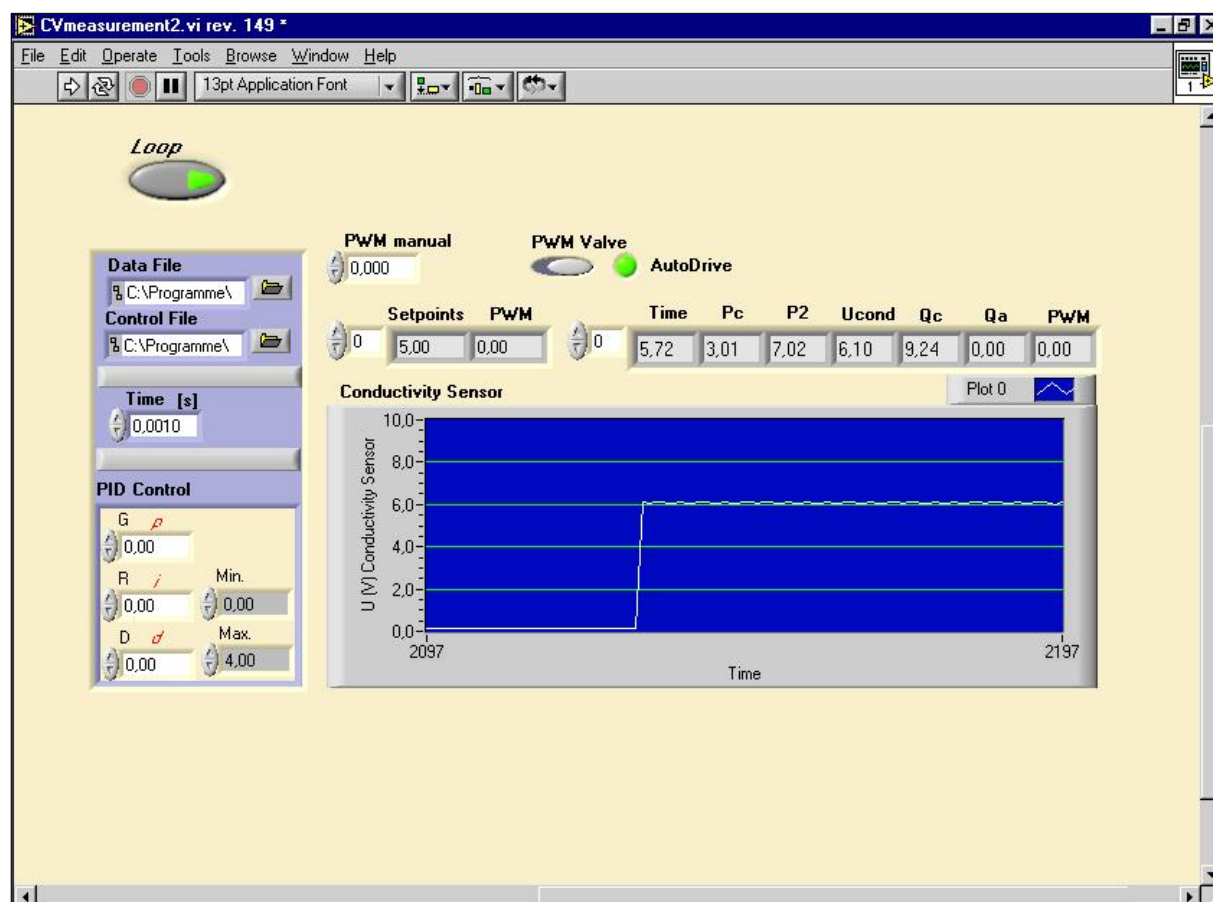 CVmeasurement2.vi rev. 149 *
File Edit Operate Tools Browse Window Help
13pt Application Font
1
Loop
PWM manual
0,000
PWM Valve
AutoDrive
Data File
C:\Programme\
Control File
C:\Programme\
Time [s]
0,0010
PID Control
G p
0,00
R i Min.
0,00 0,00
D d Max.
0,00 4,00
Setpoints PWM
0 5,00 0,00
Time Pc P2 Ucond Qc Qa PWM
0 5,72 3,01 7,02 6,10 9,24 0,00 0,00
Conductivity Sensor
Plot 0
U (V) Conductivity Sensor
10,0
8,0
6,0
4,0
2,0
0,0
2097 2197
Time